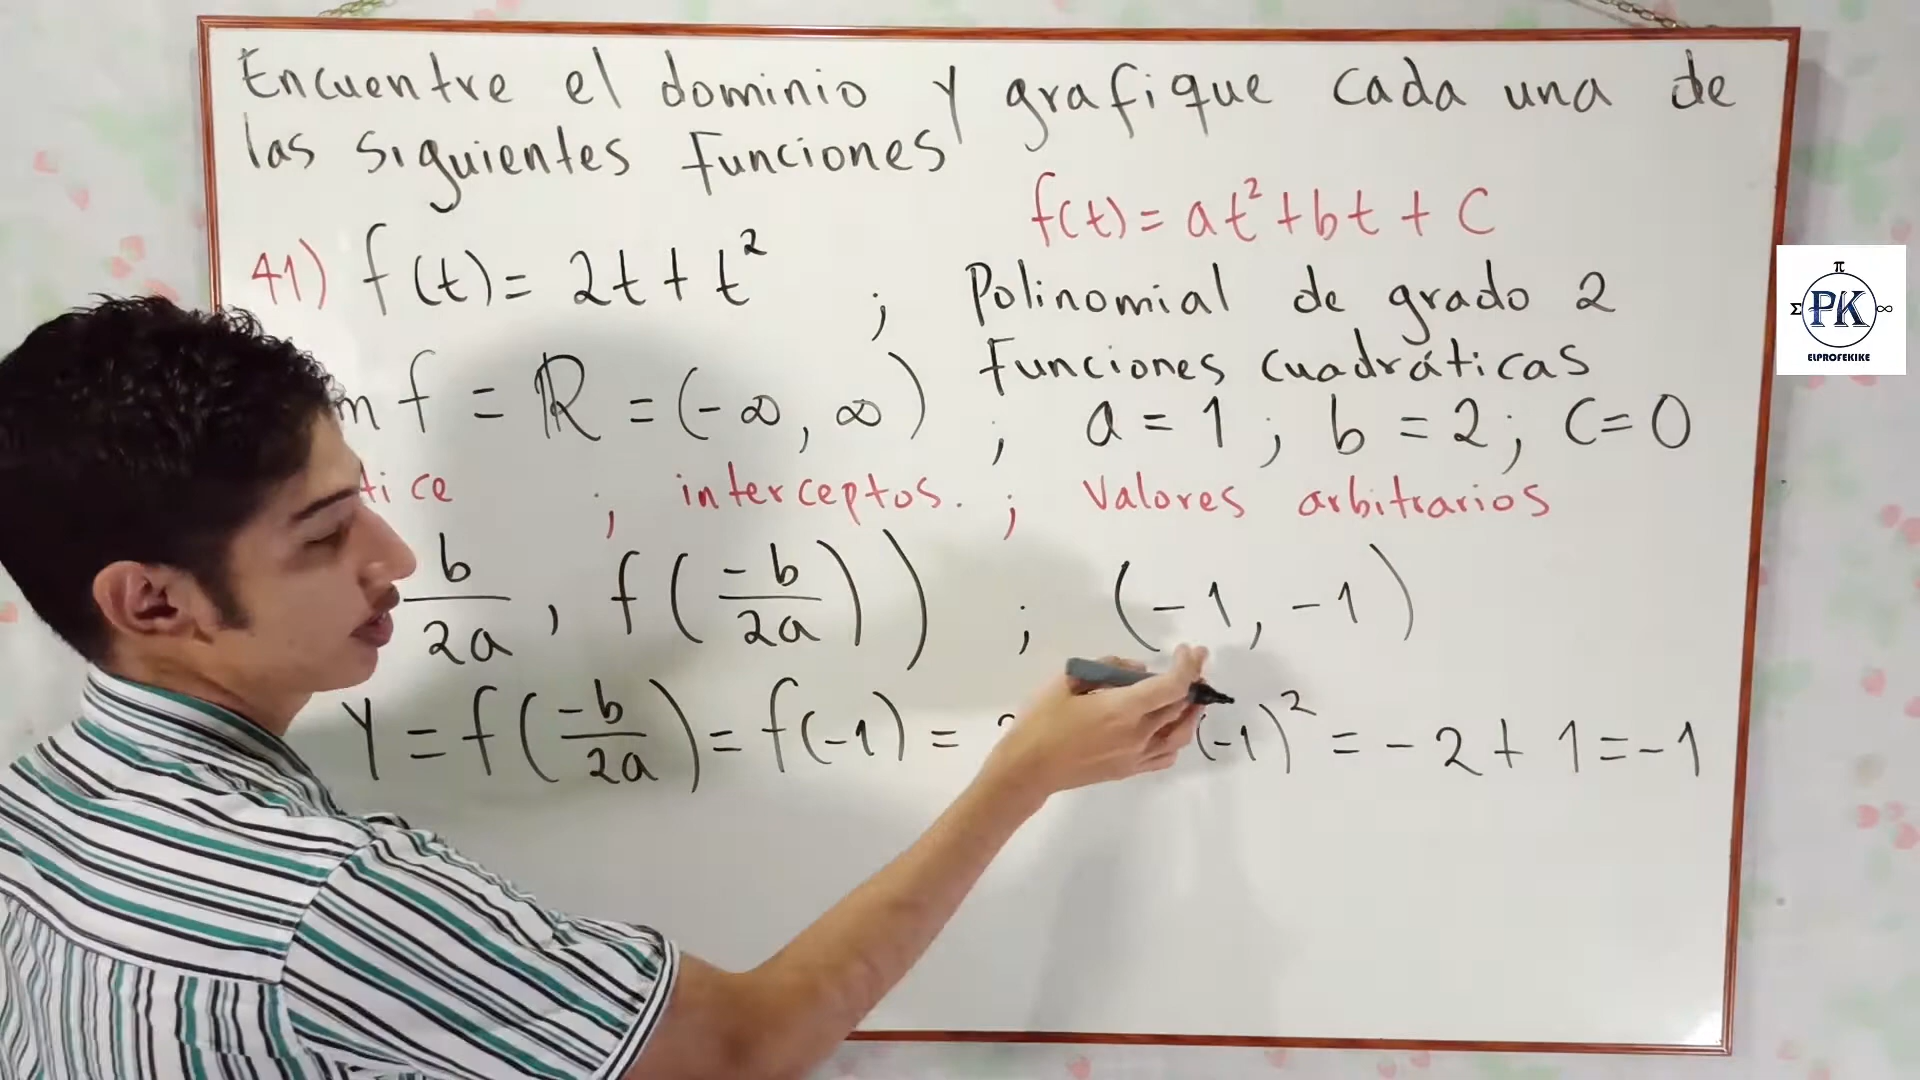 Encuentre el dominio y grafique cada una de
las siguientes funciones
f(t) = at² + bt + C
41) f(t) = 2t + t² ; Polinomial de grado 2
Funciones cuadráticas
m f = ℝ = (-∞, ∞) ; a = 1 ; b = 2 ; C = 0
tice ; interceptos. ; Valores arbitrarios
b/2a , f(-b/2a)) ; (-1, -1)
Y = f(-b/2a) = f(-1) = (-1)² = -2 + 1 = -1
π
Σ PK ∞
ELPROFEKIKE